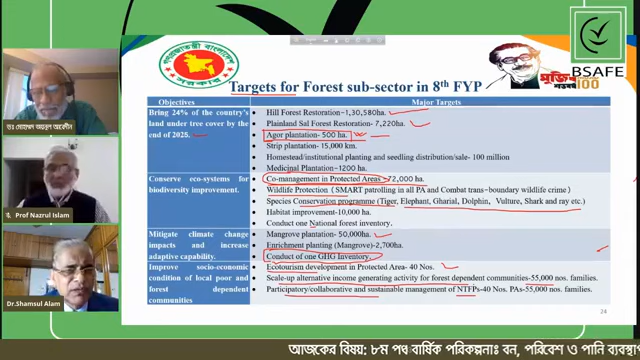 Targets for Forest sub-sector in 8th FYP
BSAFE
100
Objectives
Major Targets
Bring 24% of the country's land under tree cover by the end of 2025.
Hill Forest Restoration-1,30,580ha.
Plainland Sal Forest Restoration-7,220ha.
Agor plantation- 500 ha.
Strip plantation- 15,000 km.
Homestead/institutional planting and seedling distribution/sale- 100 million
Medicinal Plantation-1200 ha.
Conserve eco-systems for biodiversity improvement.
Co-management in Protected Areas -72,000 ha.
Wildlife Protection (SMART patrolling in all PA and Combat trans-boundary wildlife crime)
Species Conservation programme (Tiger, Elephant, Gharial, Dolphin, Vulture, Shark and ray etc.)
Habitat improvement-10,000 ha.
Conduct one National forest inventory.
Mitigate climate change impacts and increase adaptive capability.
Mangrove plantation - 50,000ha.
Enrichment planting (Mangrove)-2,700ha.
Conduct of one GHG Inventory.
Improve socio-economic condition of local poor and forest dependent communities
Ecotourism development in Protected Area- 40 Nos.
Scale-up alternative income generating activity for forest dependent communities-55,000 nos. families.
Participatory/collaborative and sustainable management of NTFPs-40 Nos. PAs-55,000 nos. families.
24
Prof Nazrul Islam
Dr.Shamsul Alam
আজকের বিষয়: ৮ম পঞ্চ বার্ষিক পরিকল্পনাঃ বন, পরিবেশ ও পানি ব্যবস্থাপ